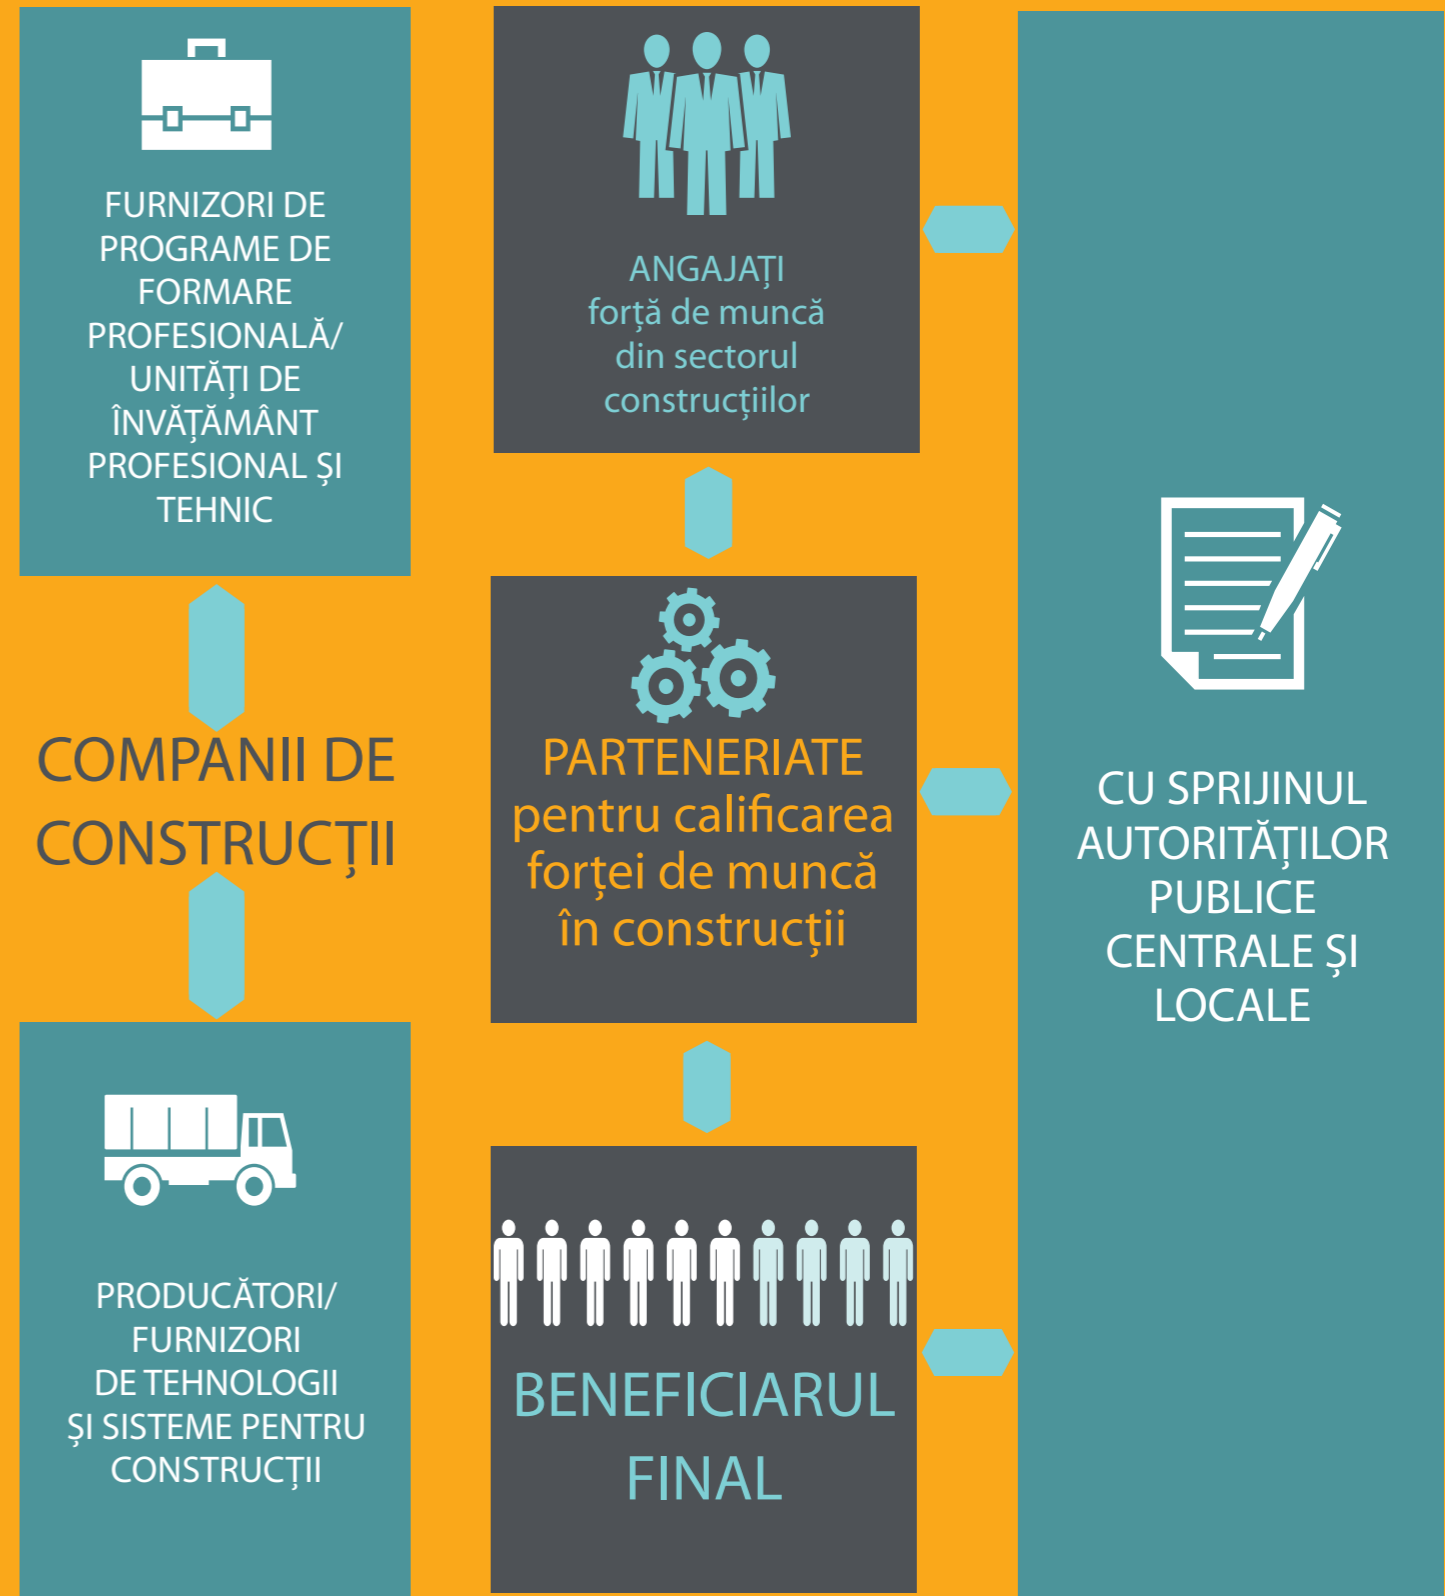 FURNIZORI DE
PROGRAME DE
FORMARE
PROFESIONALĂ/
UNITĂȚI DE
ÎNVĂȚĂMÂNT
PROFESIONAL ȘI
TEHNIC
COMPANII DE
CONSTRUCȚII
PRODUCĂTORI/
FURNIZORI
DE TEHNOLOGII
ȘI SISTEME PENTRU
CONSTRUCȚII
ANGAJAȚI
forță de muncă
din sectorul
construcțiilor
PARTENERIATE
pentru calificarea
forței de muncă
în construcții
BENEFICIARUL
FINAL
CU SPRIJINUL
AUTORITĂȚILOR
PUBLICE
CENTRALE ȘI
LOCALE